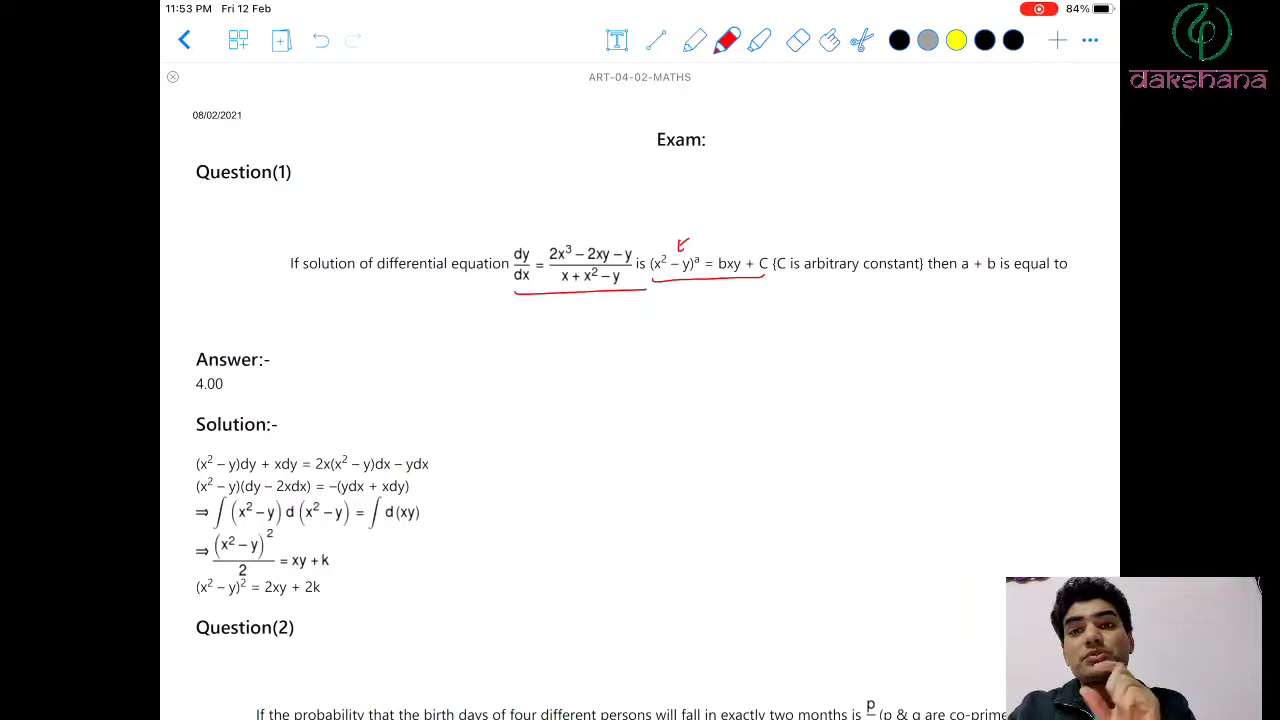 11:53 PM Fri 12 Feb
84%
dakshana
ART-04-02-MATHS
08/02/2021
Exam:
Question(1)
If solution of differential equation dy/dx = (2x³ – 2xy – y)/(x + x² – y) is (x² – y)ᵃ = bxy + C {C is arbitrary constant} then a + b is equal to
Answer:-
4.00
Solution:-
(x² – y)dy + xdy = 2x(x² – y)dx – ydx
(x² – y)(dy – 2xdx) = –(ydx + xdy)
⇒ ∫(x² – y) d (x² – y) = ∫ d (xy)
⇒ (x² – y)²/2 = xy + k
(x² – y)² = 2xy + 2k
Question(2)
If the probability that the birth days of four different persons will fall in exactly two months is p/ (p & q are co-prime